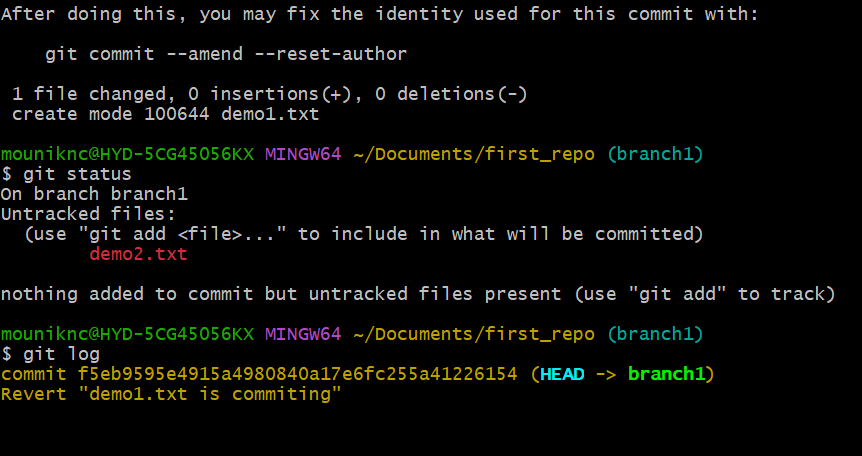 After doing this, you may fix the identity used for this commit with:
git commit --amend --reset-author
1 file changed, 0 insertions(+), 0 deletions(-)
create mode 100644 demo1.txt
mouniknc@HYD-5CG45056KX MINGW64 ~/Documents/first_repo (branch1)
$ git status
On branch branch1
Untracked files:
(use "git add <file>..." to include in what will be committed)
demo2.txt
nothing added to commit but untracked files present (use "git add" to track)
mouniknc@HYD-5CG45056KX MINGW64 ~/Documents/first_repo (branch1)
$ git log
commit f5eb9595e4915a4980840a17e6fc255a41226154 (HEAD -> branch1)
Revert "demo1.txt is commiting"